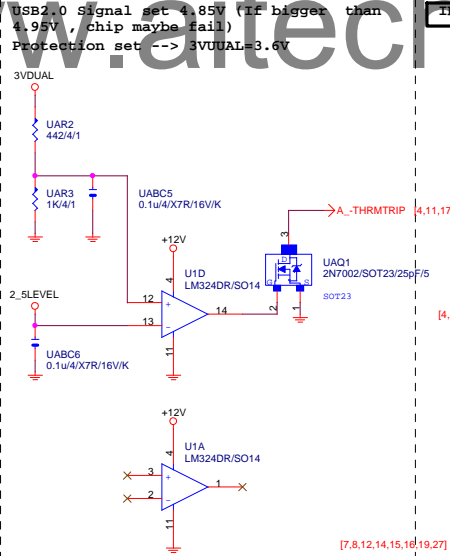 USB2.0 Signal set 4.85V (If bigger than
4.95V , chip maybe fail)
Protection set --> 3VUUAL=3.6V
w.aitecr
3VDUAL
UAR2
442/4/1
UAR3
1K/4/1
UABC5
0.1u/4/X7R/16V/K
A_-THRMTRIP [4,11,17
+12V
U1D
LM324DR/SO14
4
12
+
13
-
14
11
3
D
G
S
2
1
UAQ1
2N7002/SOT23/25pF/5
SOT23
2_5LEVEL
UABC6
0.1u/4/X7R/16V/K
[4,
+12V
U1A
LM324DR/SO14
4
3
+
2
-
1
11
[7,8,12,14,15,16,19,27]